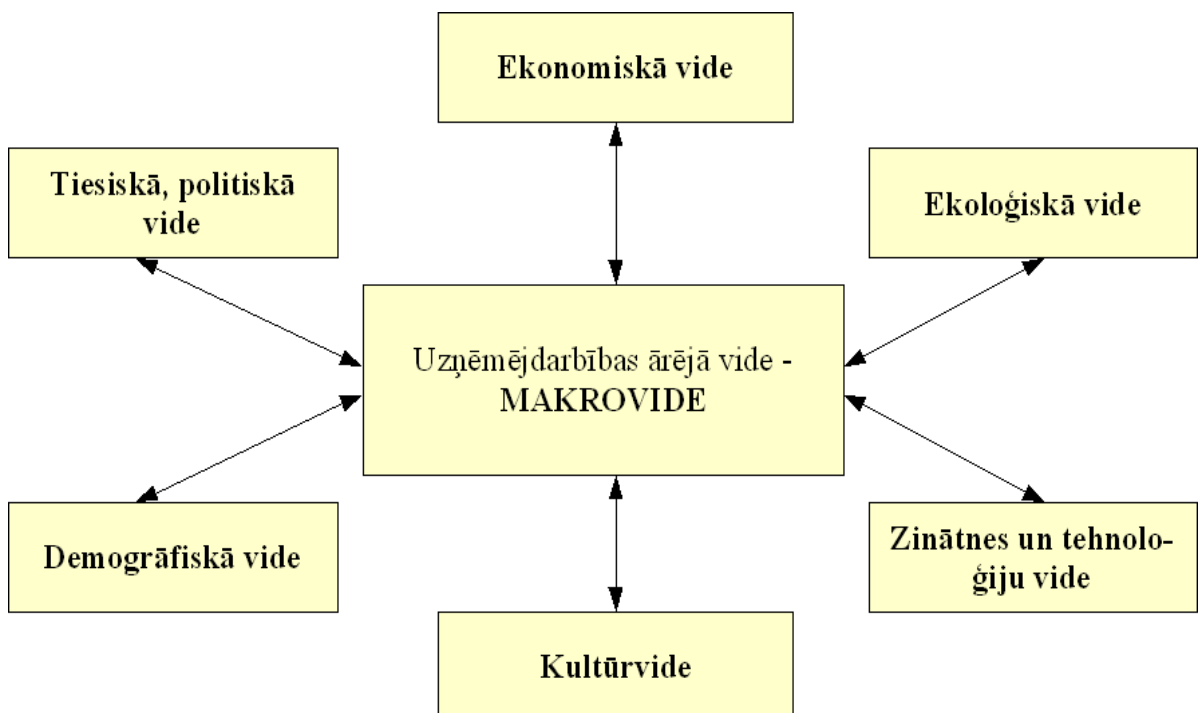 Ekonomiskā vide
Tiesiskā, politiskā
vide
Ekoloģiskā vide
Uzņēmējdarbības ārējā vide -
MAKROVIDE
Demogrāfiskā vide
Zinātnes un tehnolo-
ģiju vide
Kultūrvide